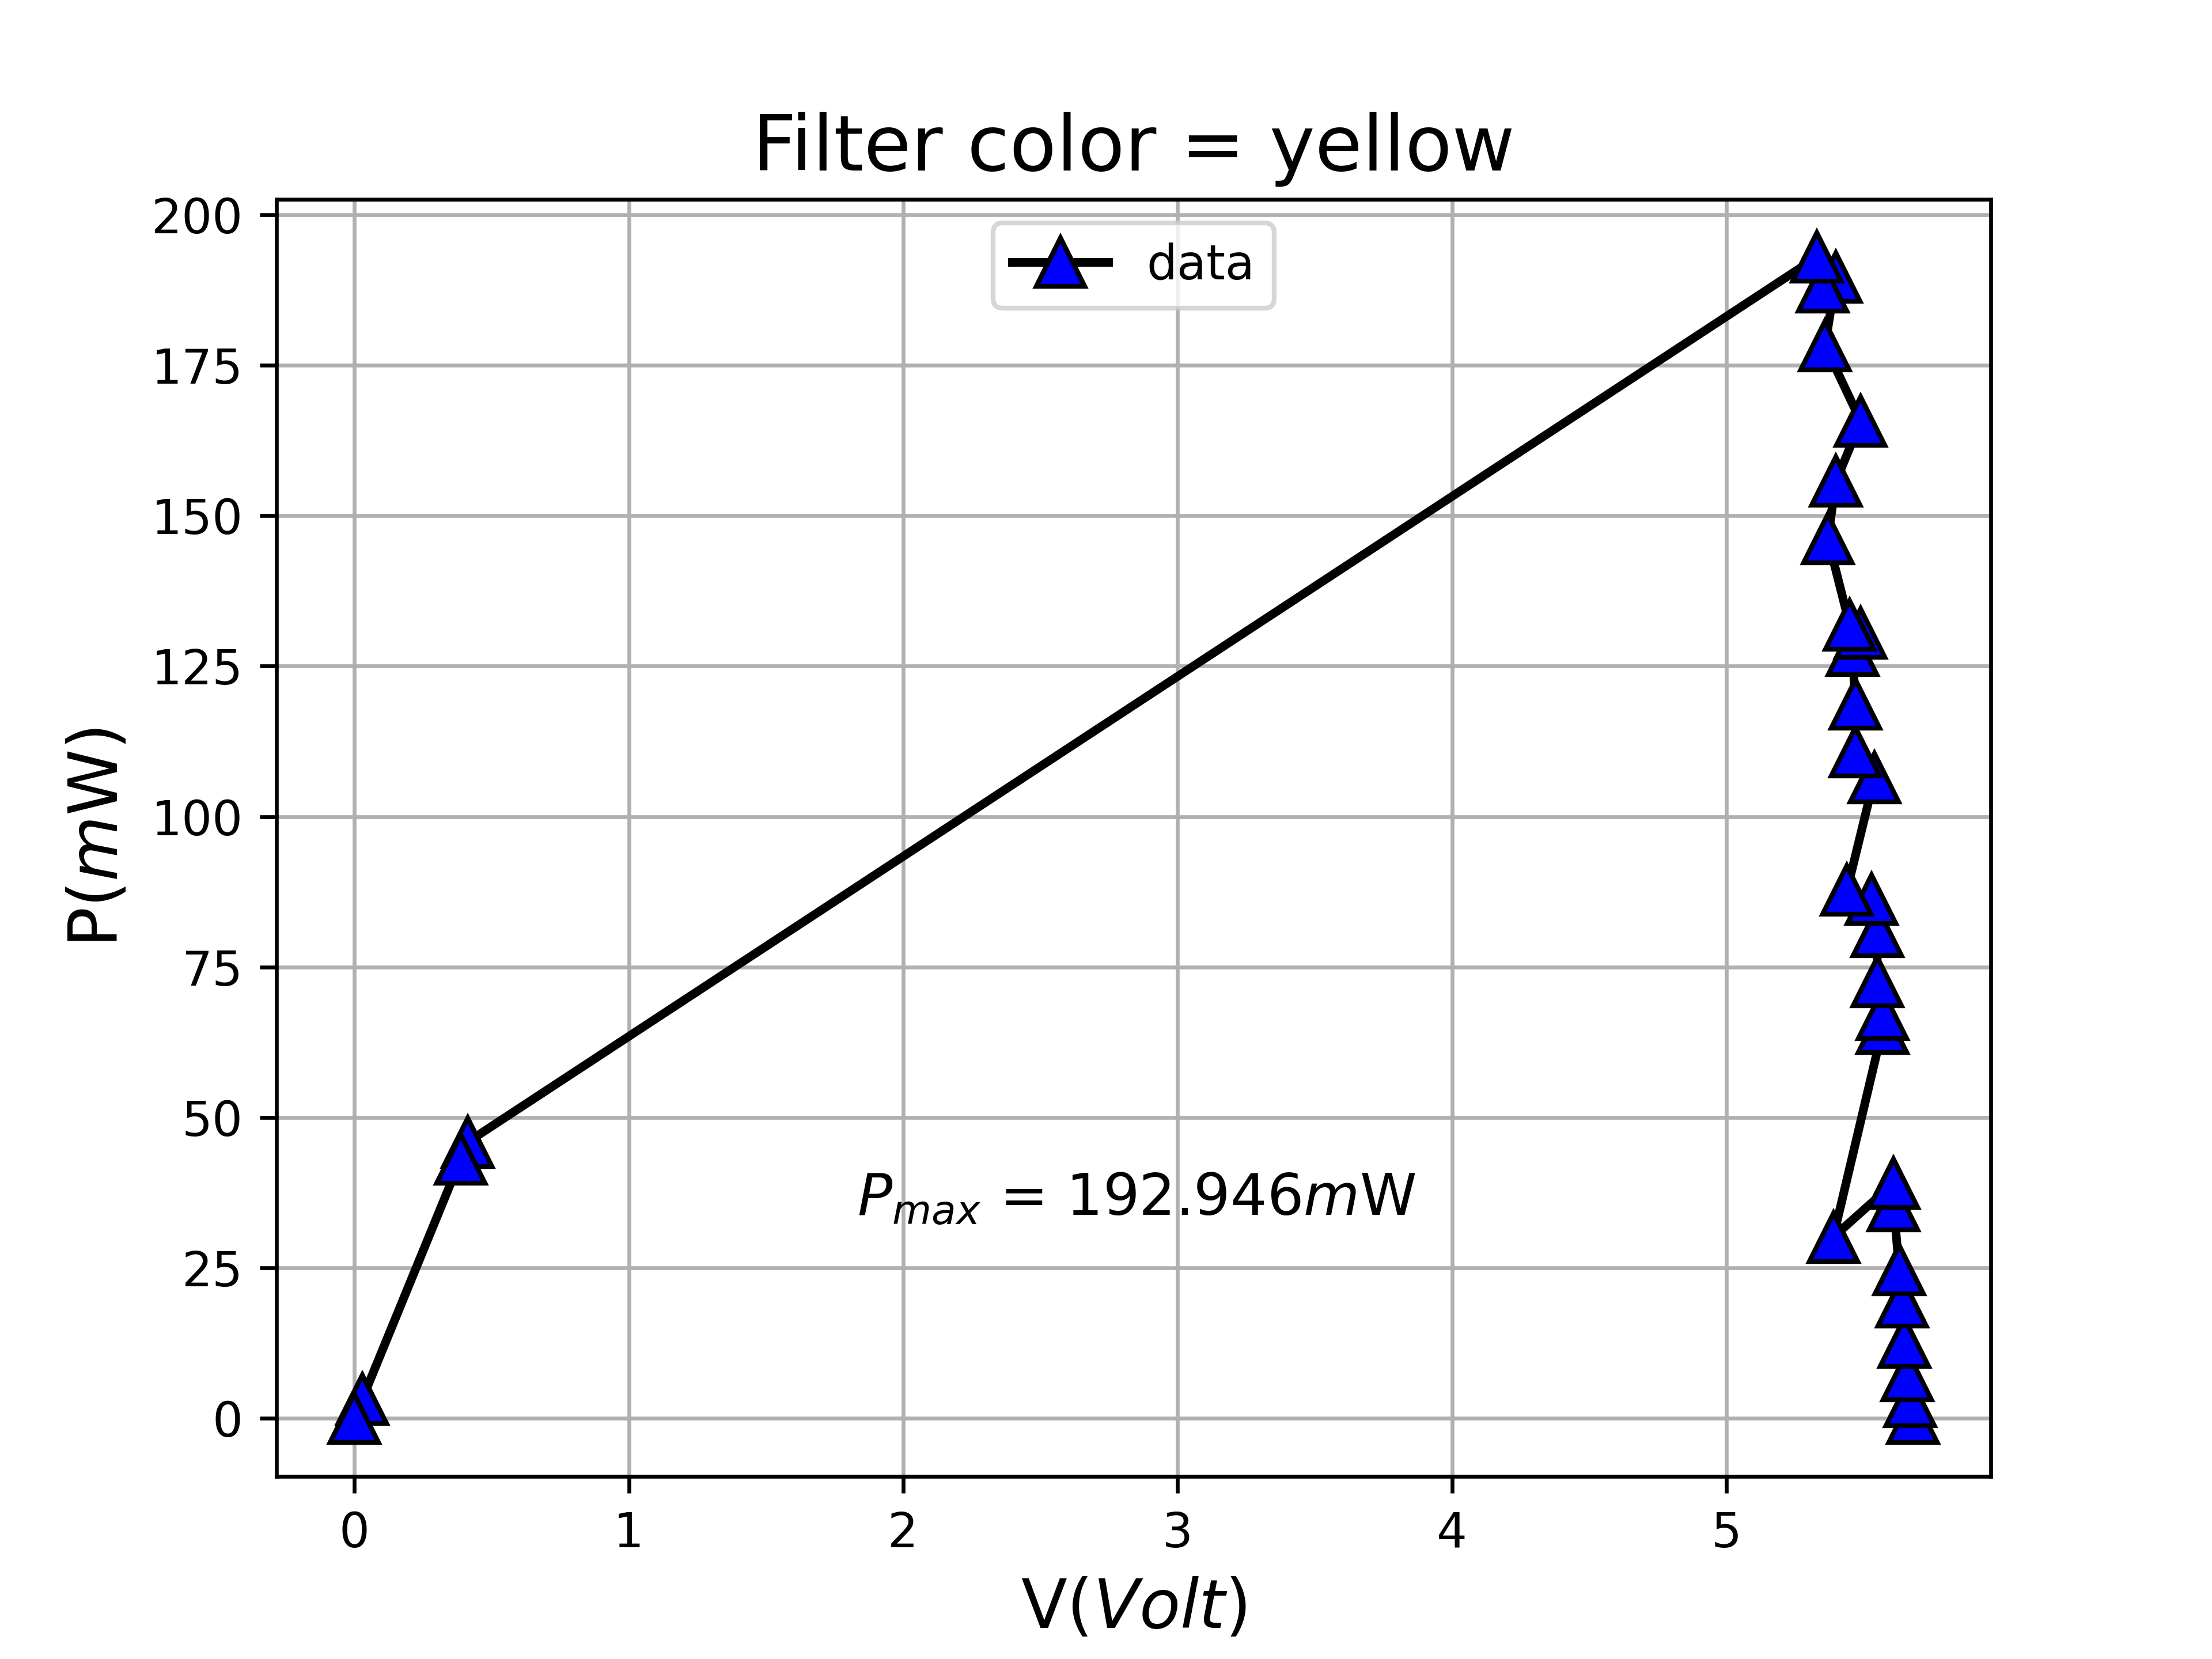 Filter color = yellow
data
200
175
150
125
100
75
50
25
0
P(mW)
P_max = 192.946mW
0 1 2 3 4 5
V(Volt)